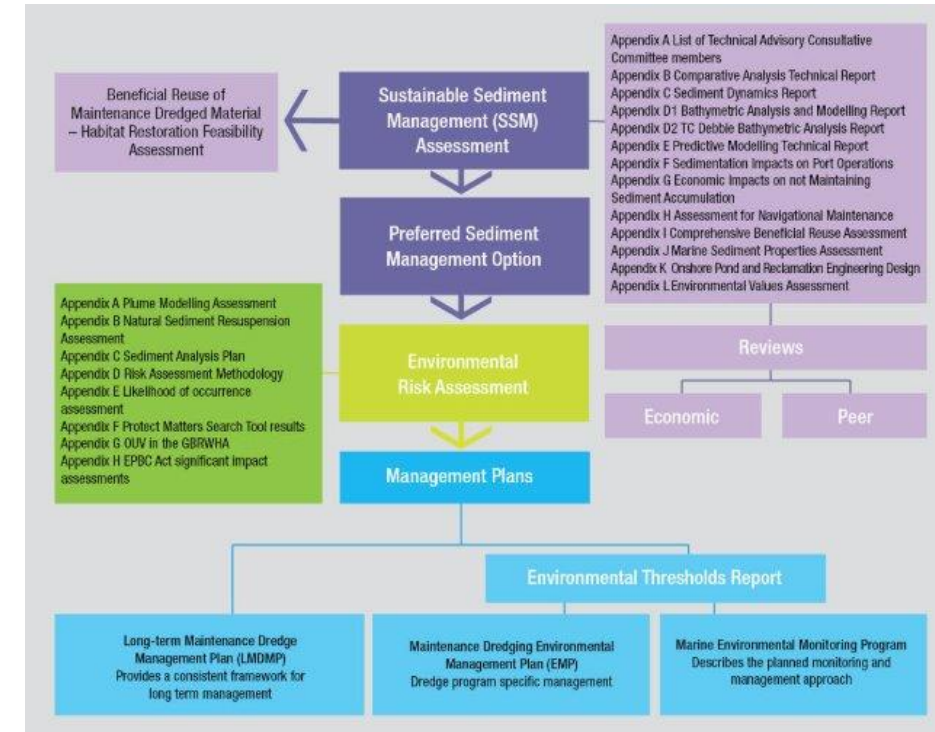 Beneficial Reuse of
Maintenance Dredged Material
– Habitat Restoration Feasibility
Assessment
Sustainable Sediment
Management (SSM)
Assessment
Appendix A List of Technical Advisory Consultative
Committee members
Appendix B Comparative Analysis Technical Report
Appendix C Sediment Dynamics Report
Appendix D1 Bathymetric Analysis and Modelling Report
Appendix D2 TC Debbie Bathymetric Analysis Report
Appendix E Predictive Modelling Technical Report
Appendix F Sedimentation Impacts on Port Operations
Appendix G Economic Impacts on not Maintaining
Sediment Accumulation
Appendix H Assessment for Navigational Maintenance
Appendix I Comprehensive Beneficial Reuse Assessment
Appendix J Marine Sediment Properties Assessment
Appendix K Onshore Pond and Reclamation Engineering Design
Appendix L Environmental Values Assessment
Preferred Sediment
Management Option
Reviews
Economic
Peer
Appendix A Plume Modelling Assessment
Appendix B Natural Sediment Resuspension
Assessment
Appendix C Sediment Analysis Plan
Appendix D Risk Assessment Methodology
Appendix E Likelihood of occurrence
assessment
Appendix F Protect Matters Search Tool results
Appendix G OUV in the GBRWHA
Appendix H EPBC Act significant impact
assessments
Environmental
Risk Assessment
Management Plans
Environmental Thresholds Report
Long-term Maintenance Dredge
Management Plan (LMDMP)
Provides a consistent framework for
long term management
Maintenance Dredging Environmental
Management Plan (EMP)
Dredge program specific management
Marine Environmental Monitoring Program
Describes the planned monitoring and
management approach